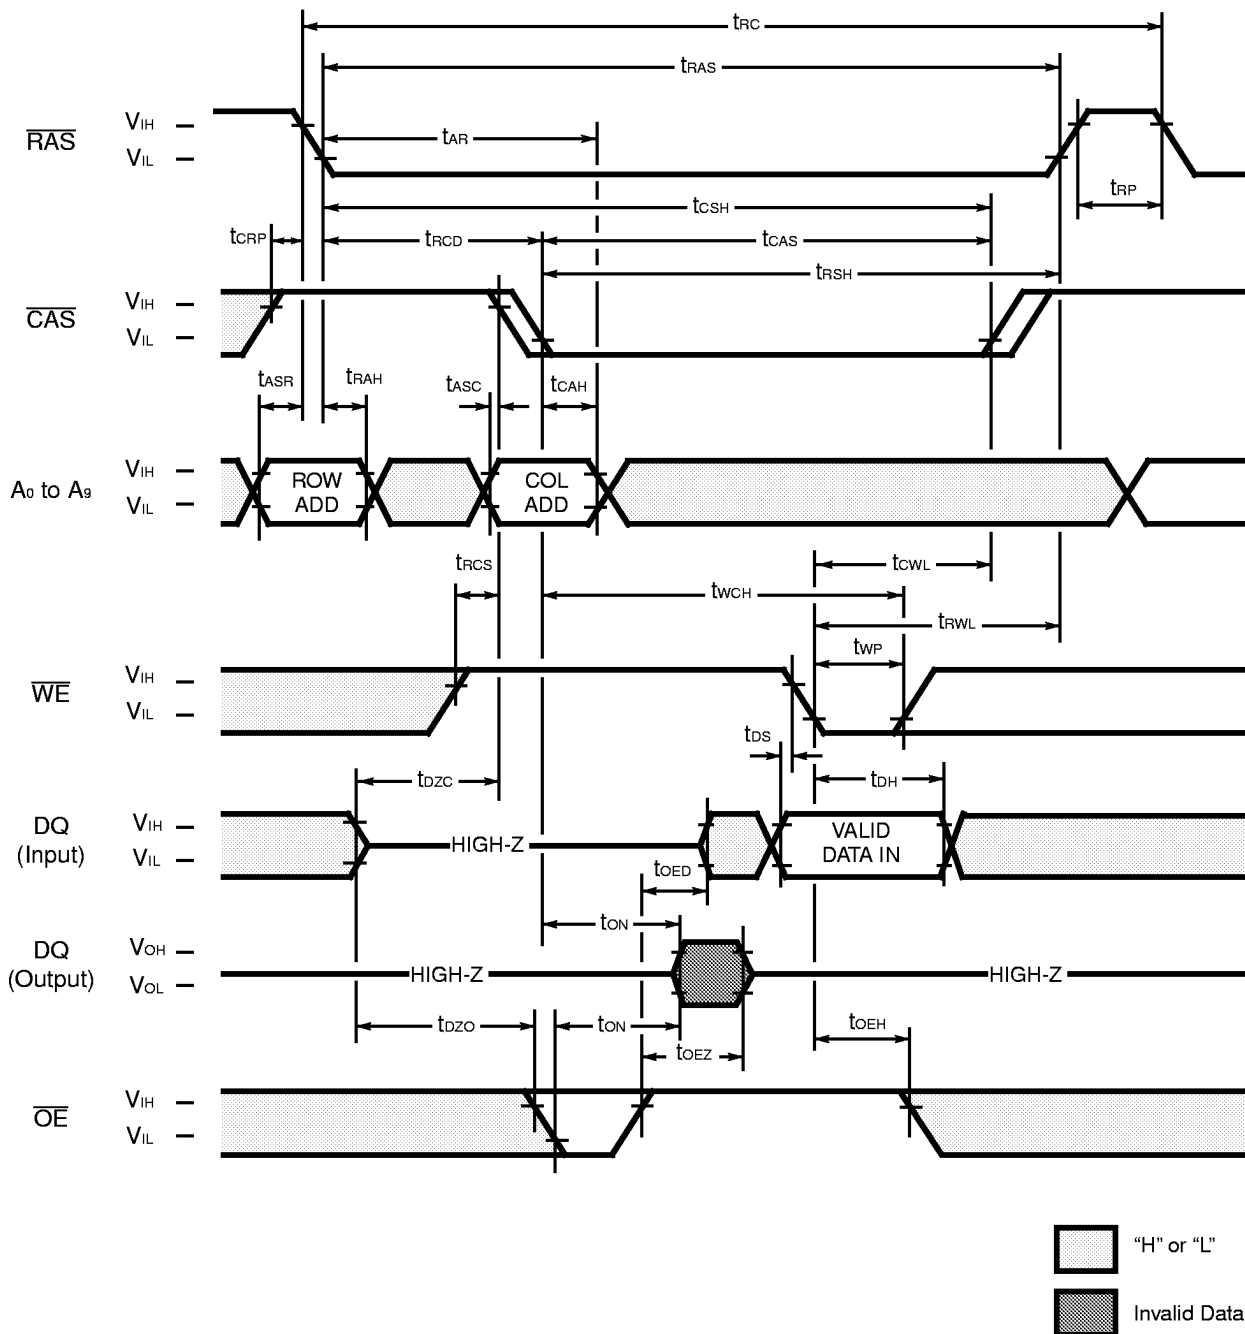 tRC
tRAS
RAS
VIH
VIL
tAR
tRP
tCSH
tCRP
tRCD
tCAS
tRSH
CAS
VIH
VIL
tASR
tRAH
tASC
tCAH
A0 to A9
VIH
VIL
ROW
ADD
COL
ADD
tRCS
tCWL
tWCH
tRWL
tWP
WE
VIH
VIL
tDS
tDZC
tDH
DQ
(Input)
VIH
VIL
HIGH-Z
VALID
DATA IN
tOED
tON
DQ
(Output)
VOH
VOL
HIGH-Z
HIGH-Z
tDZO
tON
tOEZ
tOEH
OE
VIH
VIL
“H” or “L”
Invalid Data